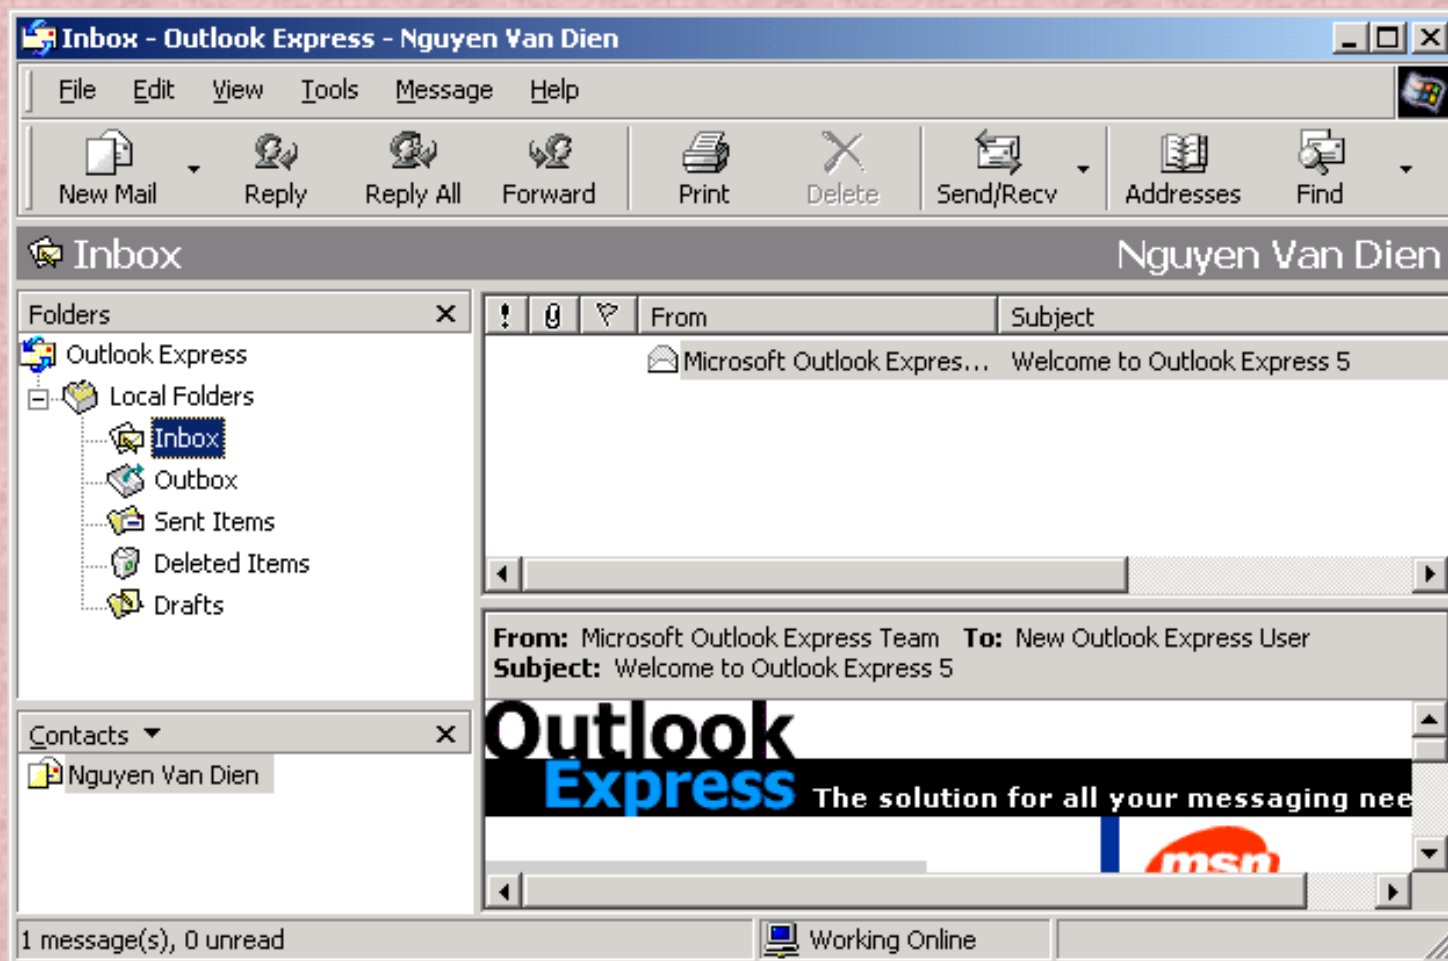 Inbox - Outlook Express - Nguyen Van Dien
File Edit View Tools Message Help
New Mail Reply Reply All Forward Print Delete Send/Recv Addresses Find
Inbox Nguyen Van Dien
Folders
Outlook Express
Local Folders
Inbox
Outbox
Sent Items
Deleted Items
Drafts
Contacts
Nguyen Van Dien
! From Subject
Microsoft Outlook Expres... Welcome to Outlook Express 5
From: Microsoft Outlook Express Team To: New Outlook Express User
Subject: Welcome to Outlook Express 5
Outlook
Express The solution for all your messaging nee
msn
1 message(s), 0 unread Working Online